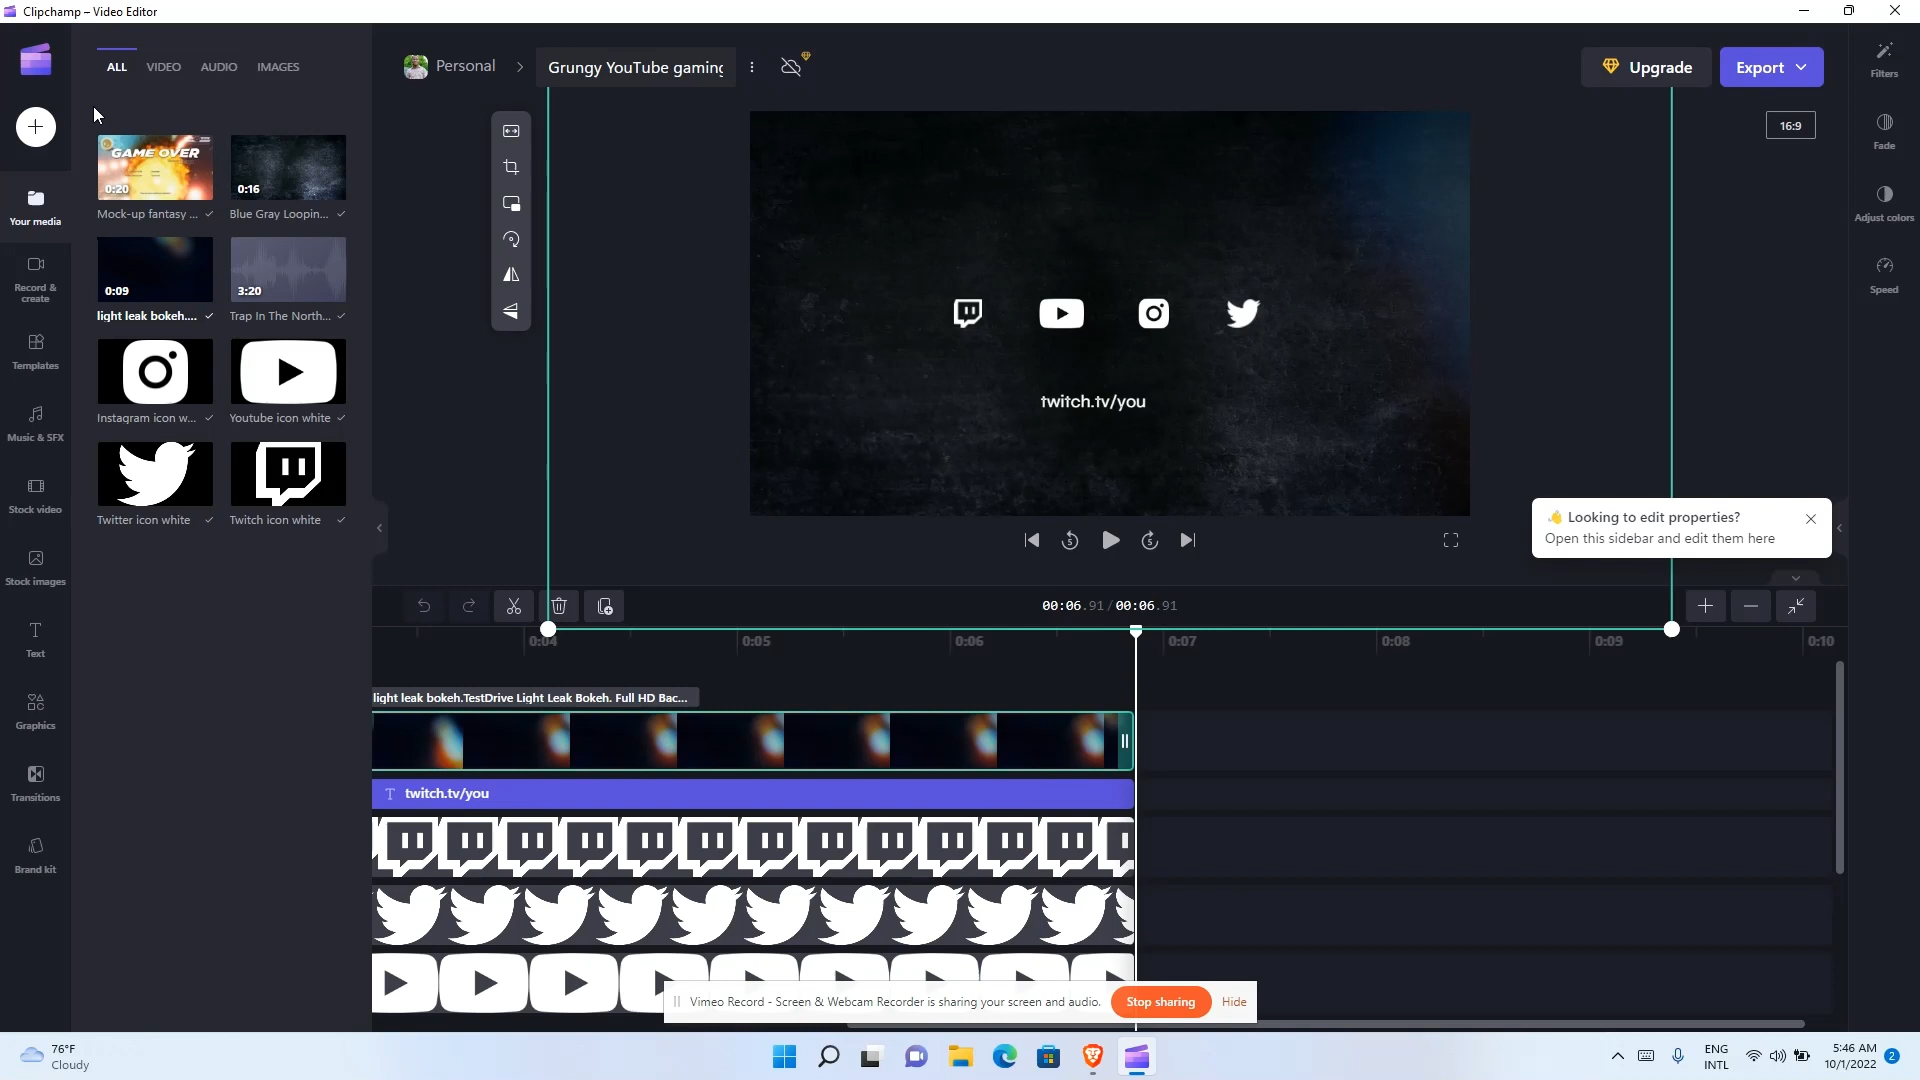 Clipchamp – Video Editor
ALL
VIDEO
AUDIO
IMAGES
Personal
Grungy YouTube gaming
Upgrade
Export
Filters
Fade
Adjust colors
Speed
16:9
Your media
Record &
create
Templates
Music & SFX
Stock video
Stock images
Text
Graphics
Transitions
Brand kit
GAME OVER
0:20
0:16
Mock-up fantasy ...
Blue Gray Loopin...
0:09
3:20
light leak bokeh....
Trap In The North...
Instagram icon w...
Youtube icon white
Twitter icon white
Twitch icon white
twitch.tv/you
5
5
👋 Looking to edit properties?
Open this sidebar and edit them here
00:06.91/00:06.91
0:04
0:05
0:06
0:07
0:08
0:09
0:10
light leak bokeh.TestDrive Light Leak Bokeh. Full HD Bac...
T twitch.tv/you
Vimeo Record - Screen & Webcam Recorder is sharing your screen and audio.
Stop sharing
Hide
76°F
Cloudy
ENG
INTL
5:46 AM
10/1/2022
2